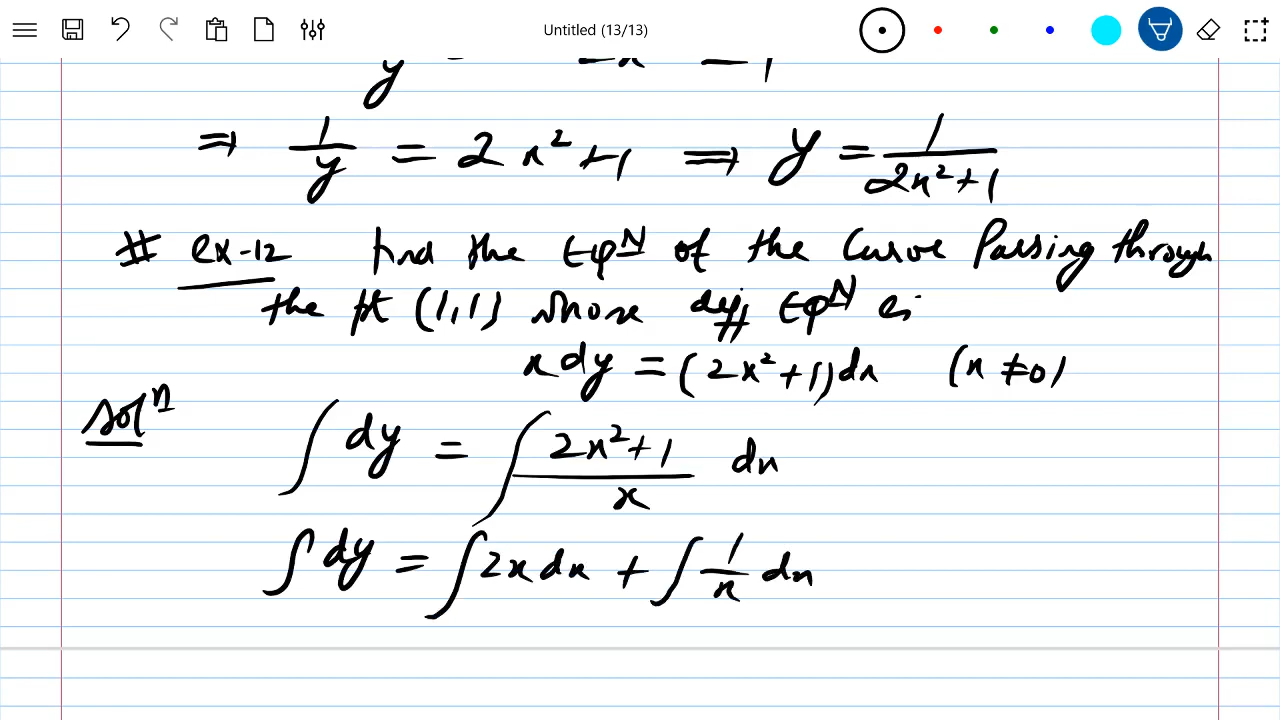 Untitled (13/13)
y = 2x² + 1
⇒ 1/y = 2x² + 1 ⇒ y = 1/(2x² + 1)
# ex-12 find the Eqⁿ of the Curve Passing through
the pt (1,1) whose diff Eqⁿ is
x dy = (2x² + 1) dx (x ≠ 0)
Solⁿ
∫ dy = ∫ (2x² + 1)/x dx
∫ dy = ∫ 2x dx + ∫ 1/x dx